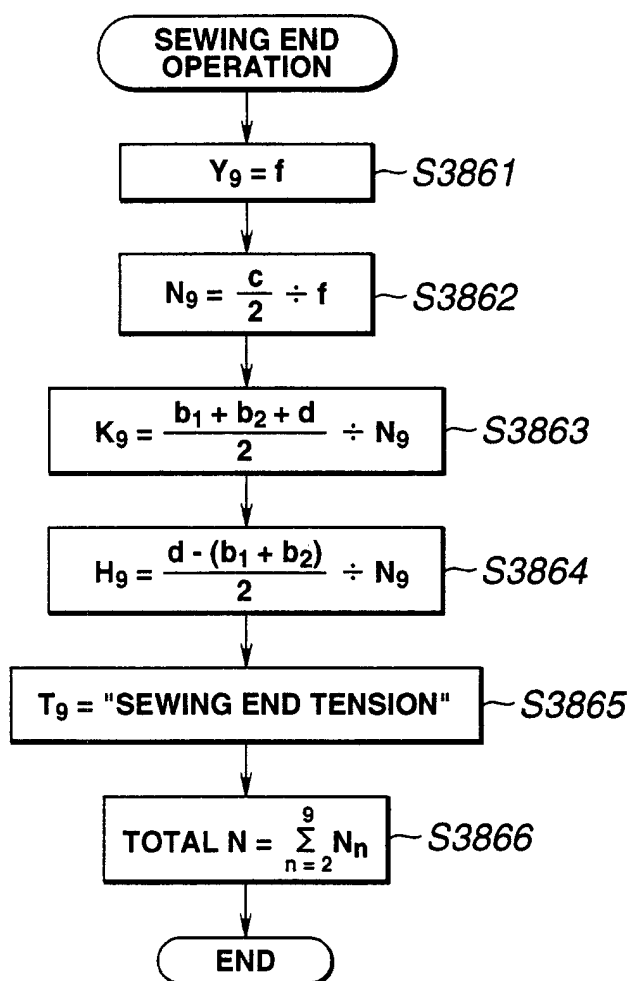 SEWING END
OPERATION
Y₉ = f
S3861
N₉ = c/2 ÷ f
S3862
K₉ = (b₁ + b₂ + d)/2 ÷ N₉
S3863
H₉ = (d - (b₁ + b₂))/2 ÷ N₉
S3864
T₉ = "SEWING END TENSION"
S3865
TOTAL N = Σ_{n = 2}^{9} Nₙ
S3866
END